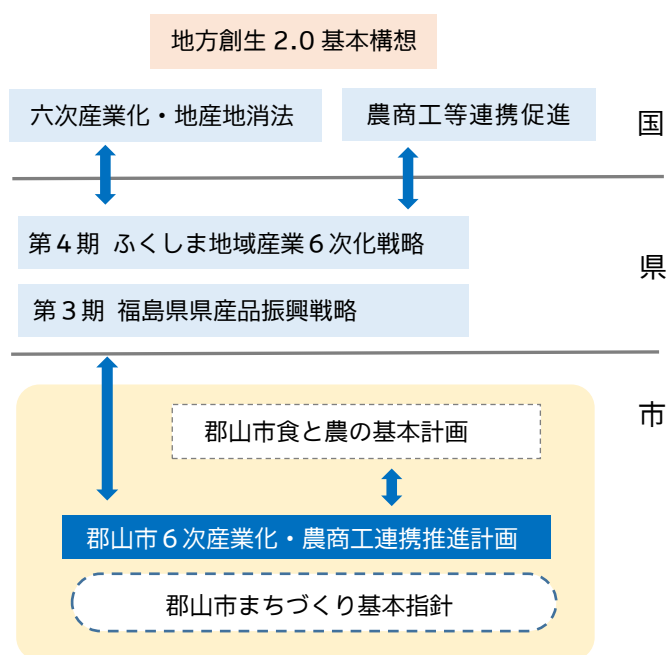 地方創生 2.0 基本構想
六次産業化・地産地消法
農商工等連携促進
国
第4期 ふくしま地域産業6次化戦略
県
第3期 福島県県産品振興戦略
市
郡山市食と農の基本計画
郡山市6次産業化・農商工連携推進計画
郡山市まちづくり基本指針